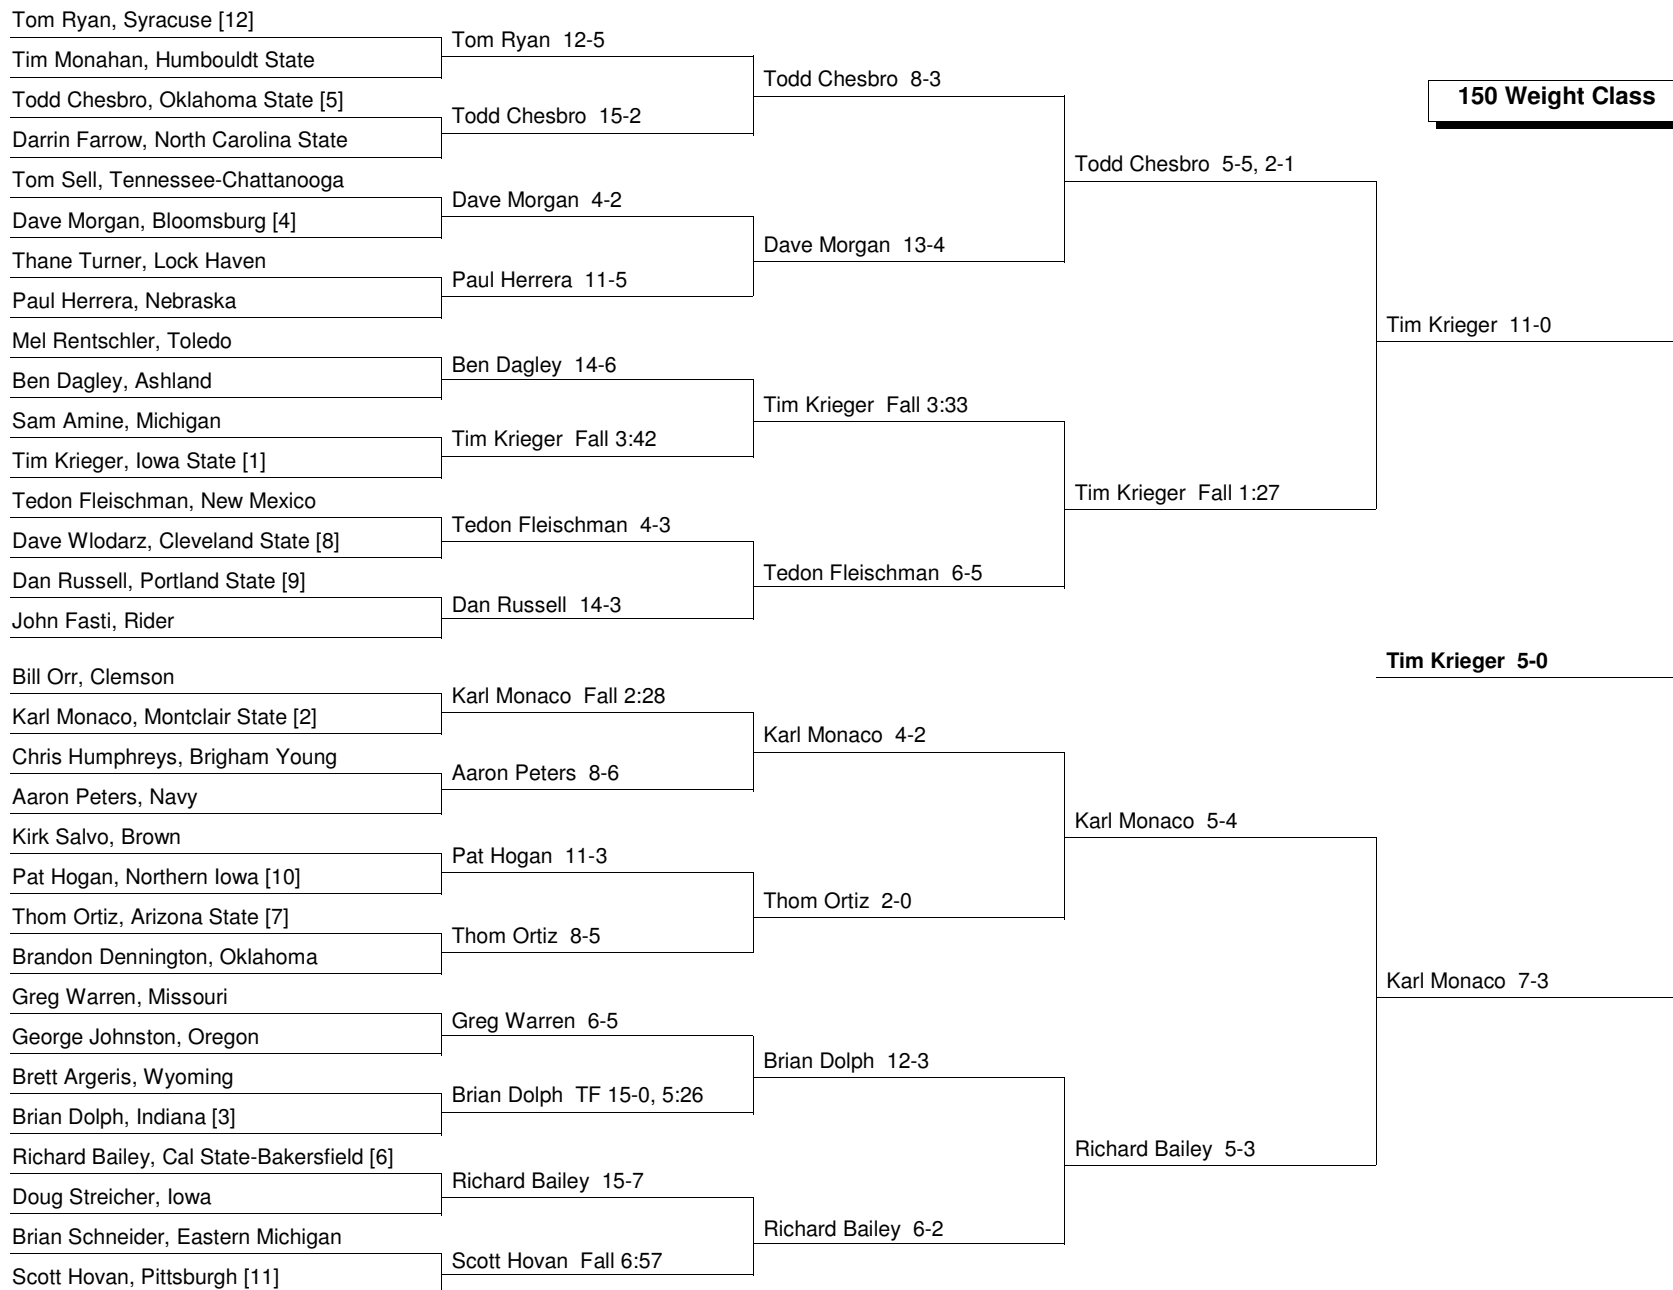 Tom Ryan, Syracuse [12]
Tim Monahan, Humbouldt State
Todd Chesbro, Oklahoma State [5]
Darrin Farrow, North Carolina State
Tom Sell, Tennessee-Chattanooga
Dave Morgan, Bloomsburg [4]
Thane Turner, Lock Haven
Paul Herrera, Nebraska
Mel Rentschler, Toledo
Ben Dagley, Ashland
Sam Amine, Michigan
Tim Krieger, Iowa State [1]
Tedon Fleischman, New Mexico
Dave Wlodarz, Cleveland State [8]
Dan Russell, Portland State [9]
John Fasti, Rider
Bill Orr, Clemson
Karl Monaco, Montclair State [2]
Chris Humphreys, Brigham Young
Aaron Peters, Navy
Kirk Salvo, Brown
Pat Hogan, Northern Iowa [10]
Thom Ortiz, Arizona State [7]
Brandon Dennington, Oklahoma
Greg Warren, Missouri
George Johnston, Oregon
Brett Argeris, Wyoming
Brian Dolph, Indiana [3]
Richard Bailey, Cal State-Bakersfield [6]
Doug Streicher, Iowa
Brian Schneider, Eastern Michigan
Scott Hovan, Pittsburgh [11]
Tom Ryan 12-5
Todd Chesbro 15-2
Dave Morgan 4-2
Paul Herrera 11-5
Ben Dagley 14-6
Tim Krieger Fall 3:42
Tedon Fleischman 4-3
Dan Russell 14-3
Karl Monaco Fall 2:28
Aaron Peters 8-6
Pat Hogan 11-3
Thom Ortiz 8-5
Greg Warren 6-5
Brian Dolph TF 15-0, 5:26
Richard Bailey 15-7
Scott Hovan Fall 6:57
Todd Chesbro 8-3
Dave Morgan 13-4
Tim Krieger Fall 3:33
Tedon Fleischman 6-5
Karl Monaco 4-2
Thom Ortiz 2-0
Brian Dolph 12-3
Richard Bailey 6-2
Todd Chesbro 5-5, 2-1
Tim Krieger Fall 1:27
Karl Monaco 5-4
Richard Bailey 5-3
150 Weight Class
Tim Krieger 11-0
Tim Krieger 5-0
Karl Monaco 7-3